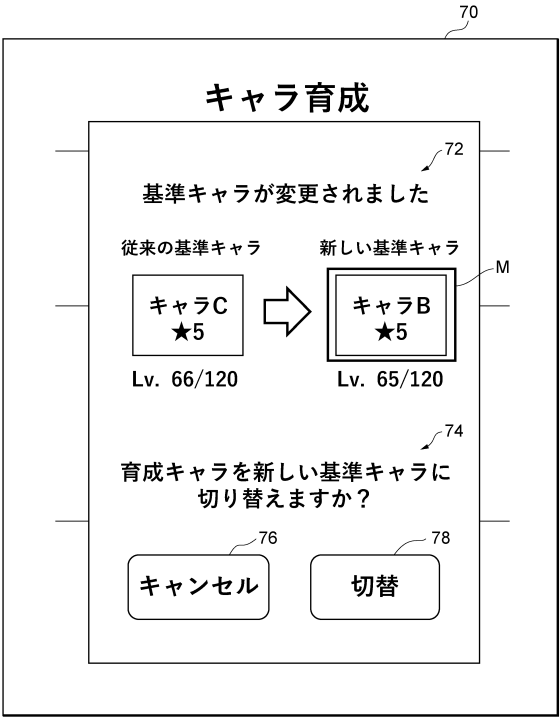 70
キャラ育成
72
基準キャラが変更されました
従来の基準キャラ
新しい基準キャラ
M
キャラC
★5
キャラB
★5
Lv. 66/120
Lv. 65/120
74
育成キャラを新しい基準キャラに
切り替えますか？
76
78
キャンセル
切替